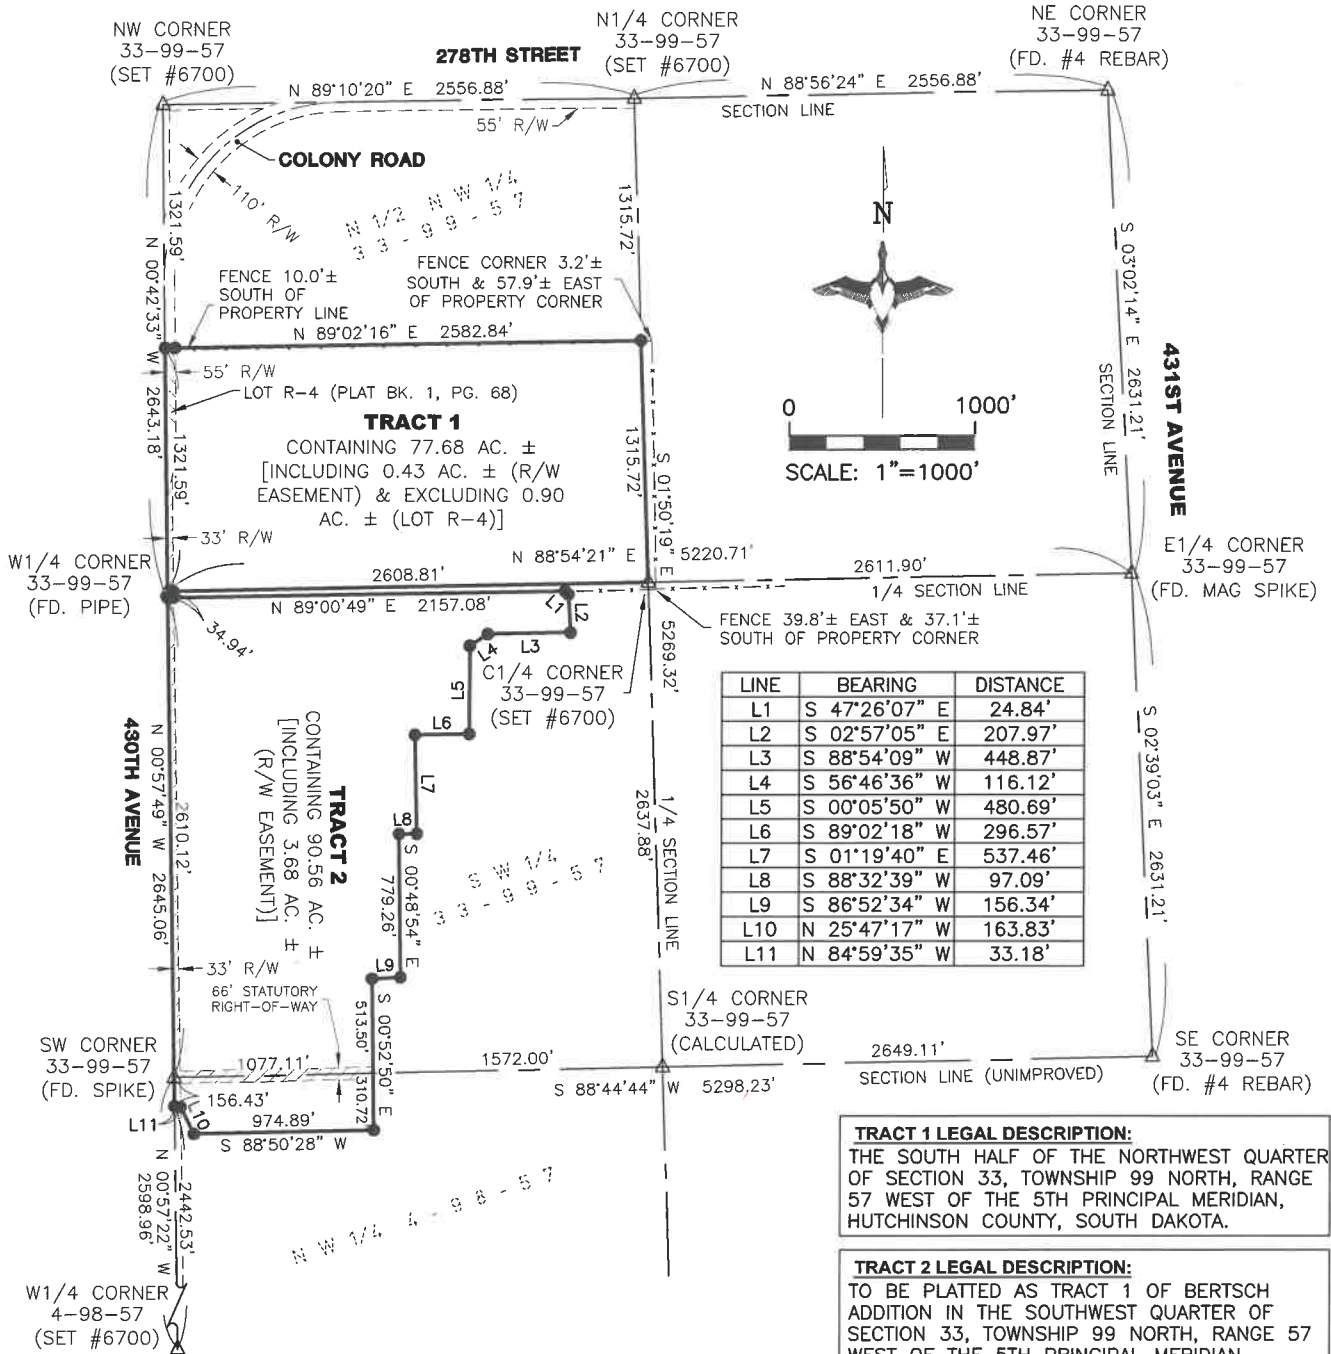 NW CORNER
33-99-57
(SET #6700)
278TH STREET
N1/4 CORNER
33-99-57
(SET #6700)
NE CORNER
33-99-57
(FD. #4 REBAR)
N 89°10'20" E 2556.88'
N 88°56'24" E 2556.88'
SECTION LINE
55' R/W
COLONY ROAD
110' R/W
N 1/2 NW 1/4
33-99-57
1321.59'
N 00°42'33" W 2643.18'
1315.72'
N
S 03°02'14" E 2631.21'
SECTION LINE
431ST AVENUE
FENCE 10.0'±
SOUTH OF
PROPERTY LINE
FENCE CORNER 3.2'±
SOUTH & 57.9'± EAST
OF PROPERTY CORNER
N 89°02'16" E 2582.84'
55' R/W
LOT R-4 (PLAT BK. 1, PG. 68)
TRACT 1
CONTAINING 77.68 AC. ±
[INCLUDING 0.43 AC. ± (R/W
EASEMENT) & EXCLUDING 0.90
AC. ± (LOT R-4)]
1321.59'
1315.72'
S 01°50'19" E
5269.32'
0 1000'
SCALE: 1"=1000'
33' R/W
W1/4 CORNER
33-99-57
(FD. PIPE)
N 88°54'21" E 5220.71'
2608.81'
2611.90'
1/4 SECTION LINE
E1/4 CORNER
33-99-57
(FD. MAG SPIKE)
N 89°00'49" E 2157.08'
34.94'
L1
L2
L3
L4
L5
L6
L7
L8
FENCE 39.8'± EAST & 37.1'±
SOUTH OF PROPERTY CORNER
C1/4 CORNER
33-99-57
(SET #6700)
LINE BEARING DISTANCE
L1 S 47°26'07" E 24.84'
L2 S 02°57'05" E 207.97'
L3 S 88°54'09" W 448.87'
L4 S 56°46'36" W 116.12'
L5 S 00°05'50" W 480.69'
L6 S 89°02'18" W 296.57'
L7 S 01°19'40" E 537.46'
L8 S 88°32'39" W 97.09'
L9 S 86°52'34" W 156.34'
L10 N 25°47'17" W 163.83'
L11 N 84°59'35" W 33.18'
430TH AVENUE
N 00°57'49" W 2645.06'
2610.12'
TRACT 2
CONTAINING 90.56 AC. ±
[INCLUDING 3.68 AC. ±
(R/W EASEMENT)]
S 00°48'54" E
779.26'
SW 1/4
33-99-57
1/4 SECTION LINE
2637.88'
S 02°39'03" E 2631.21'
33' R/W
66' STATUTORY
RIGHT-OF-WAY
L9
S 00°52'50" E
513.50'
310.72
S1/4 CORNER
33-99-57
(CALCULATED)
SW CORNER
33-99-57
(FD. SPIKE)
1077.11'
1572.00'
2649.11'
S 88°44'44" W 5298.23'
SECTION LINE (UNIMPROVED)
SE CORNER
33-99-57
(FD. #4 REBAR)
156.43'
L11
L10
974.89'
S 88°50'28" W
N 00°57'22" W
2598.96'
2442.53'
NW 1/4 4-98-57
W1/4 CORNER
4-98-57
(SET #6700)
TRACT 1 LEGAL DESCRIPTION:
THE SOUTH HALF OF THE NORTHWEST QUARTER
OF SECTION 33, TOWNSHIP 99 NORTH, RANGE
57 WEST OF THE 5TH PRINCIPAL MERIDIAN,
HUTCHINSON COUNTY, SOUTH DAKOTA.
TRACT 2 LEGAL DESCRIPTION:
TO BE PLATTED AS TRACT 1 OF BERTSCH
ADDITION IN THE SOUTHWEST QUARTER OF
SECTION 33, TOWNSHIP 99 NORTH, RANGE 57
WEST OF THE 5TH PRINCIPAL MERIDIAN